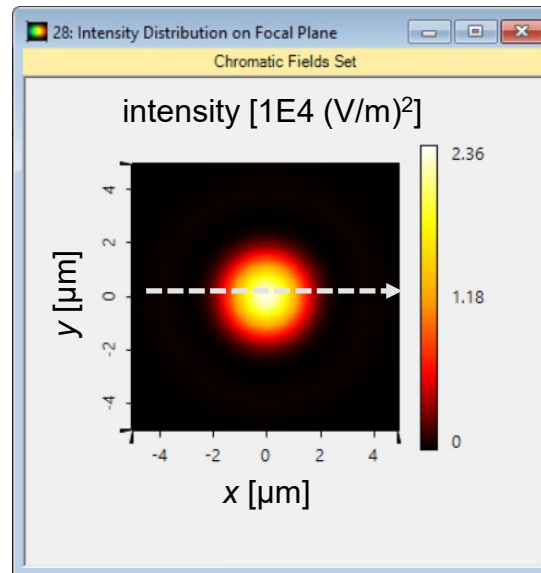 28: Intensity Distribution on Focal Plane
Chromatic Fields Set
intensity [1E4 (V/m)²]
2.36
1.18
0
4
2
0
-2
-4
y [μm]
-4 -2 0 2 4
x [μm]